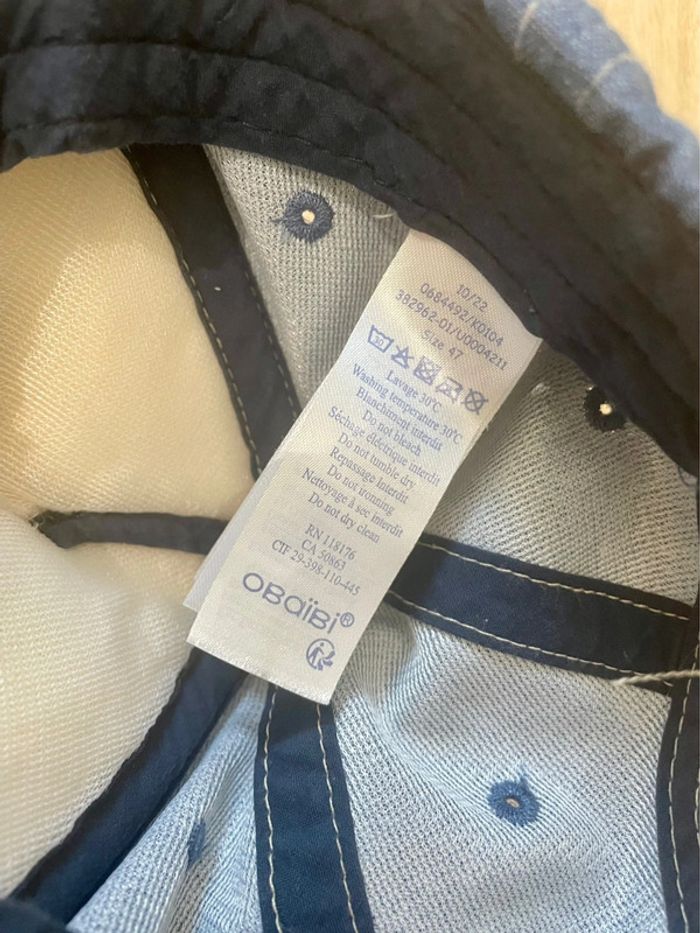 10/22
0684492/K0104
382962-01/U0004211
Size 47
30
Lavage 30°C
Washing temperature 30°C
Blanchiment interdit
Do not bleach
Séchage électrique interdit
Do not tumble dry
Repassage Interdit
Do not ironning
Nettoyage à sec interdit
Do not dry clean
RN 118176
CA 50863
CIF 29-398-110-445
OBaïBi®